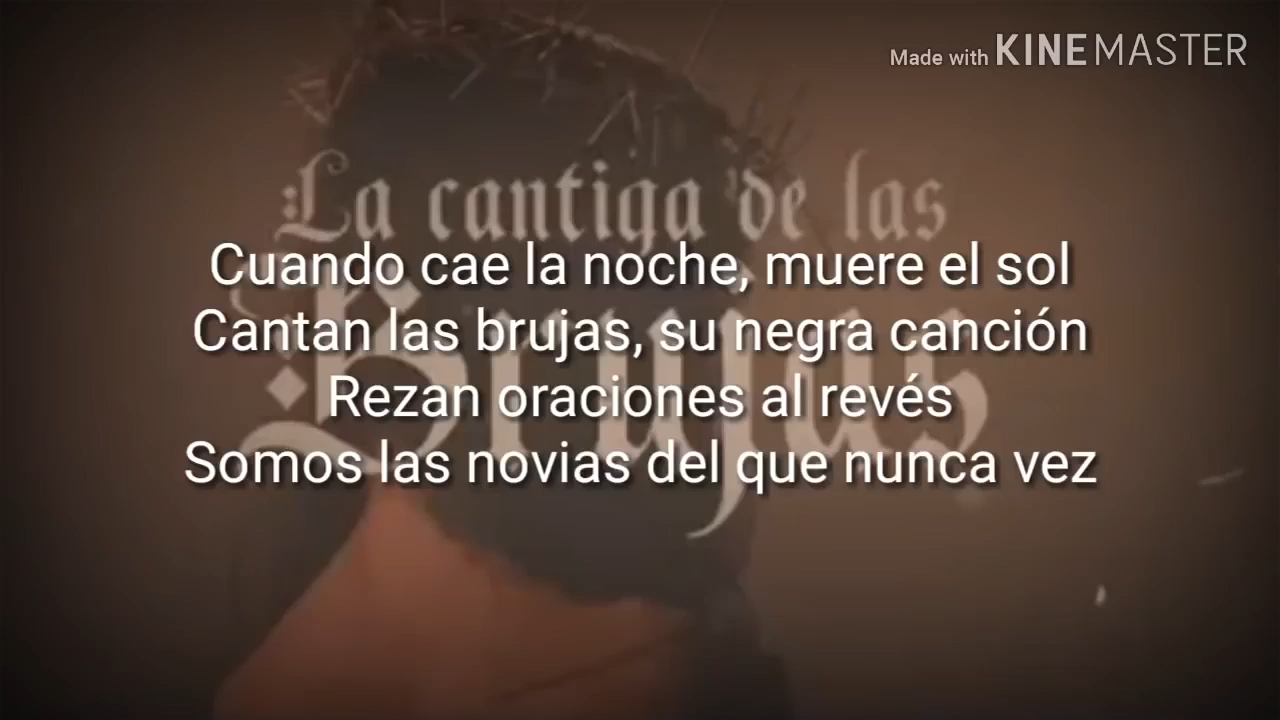 Made with KINEMASTER
La cantiga de las
Brujas
Cuando cae la noche, muere el sol
Cantan las brujas, su negra canción
Rezan oraciones al revés
Somos las novias del que nunca vez